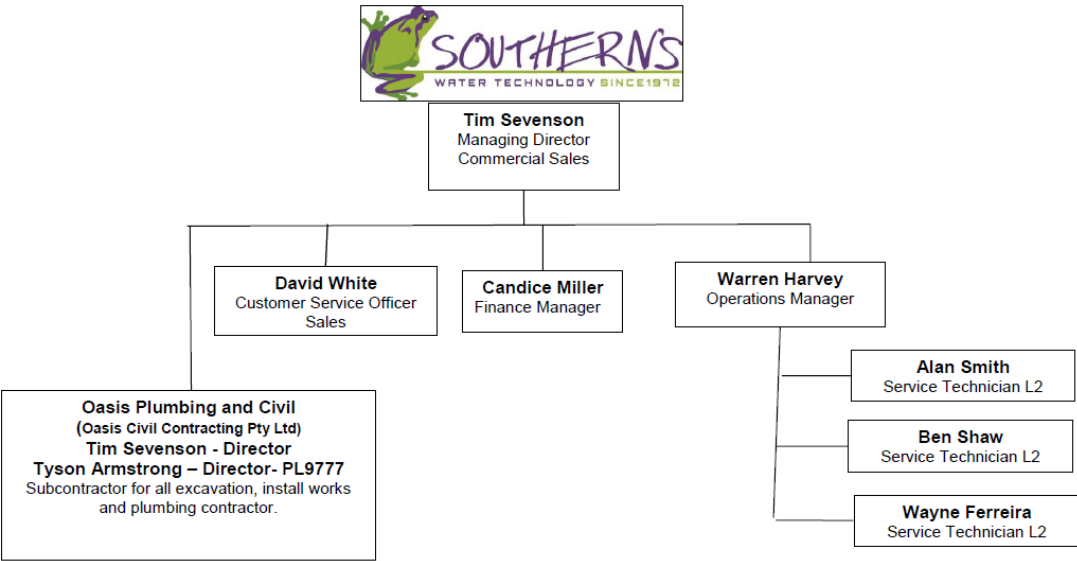 SOUTHERN'S
WATER TECHNOLOGY SINCE1972
Tim Sevenson
Managing Director
Commercial Sales
David White
Customer Service Officer
Sales
Candice Miller
Finance Manager
Warren Harvey
Operations Manager
Alan Smith
Service Technician L2
Ben Shaw
Service Technician L2
Wayne Ferreira
Service Technician L2
Oasis Plumbing and Civil
(Oasis Civil Contracting Pty Ltd)
Tim Sevenson - Director
Tyson Armstrong – Director- PL9777
Subcontractor for all excavation, install works
and plumbing contractor.